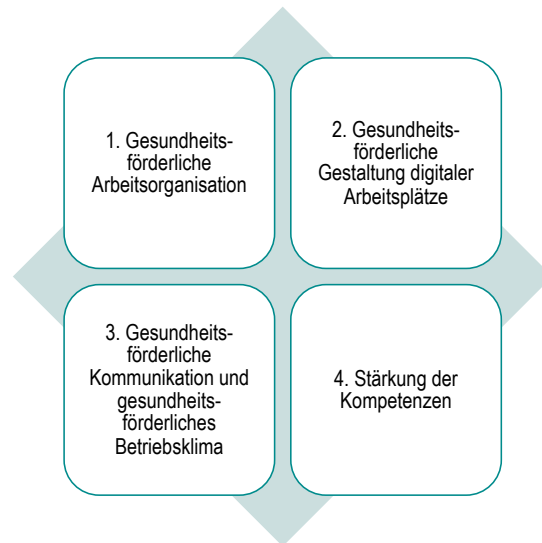 1. Gesundheits-
förderliche
Arbeitsorganisation
2. Gesundheits-
förderliche
Gestaltung digitaler
Arbeitsplätze
3. Gesundheits-
förderliche
Kommunikation und
gesundheits-
förderliches
Betriebsklima
4. Stärkung der
Kompetenzen